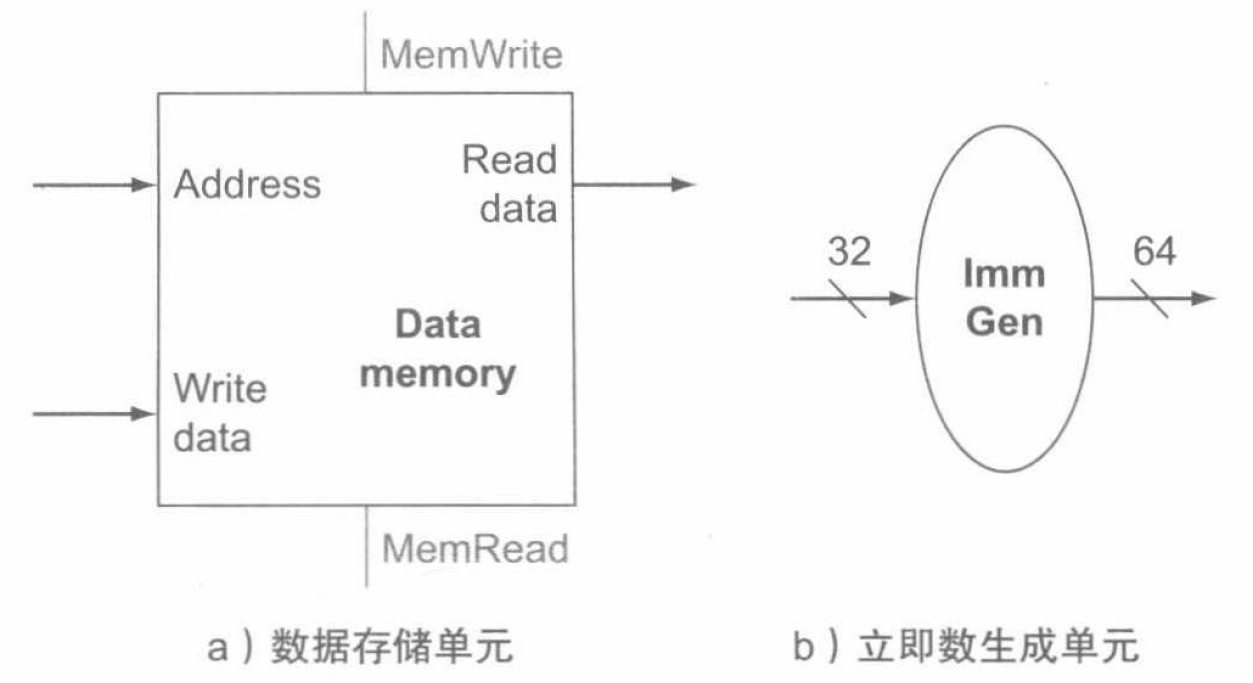 MemWrite
Address
Read
data
Data
memory
Write
data
MemRead
32
Imm
Gen
64
a）数据存储单元
b）立即数生成单元